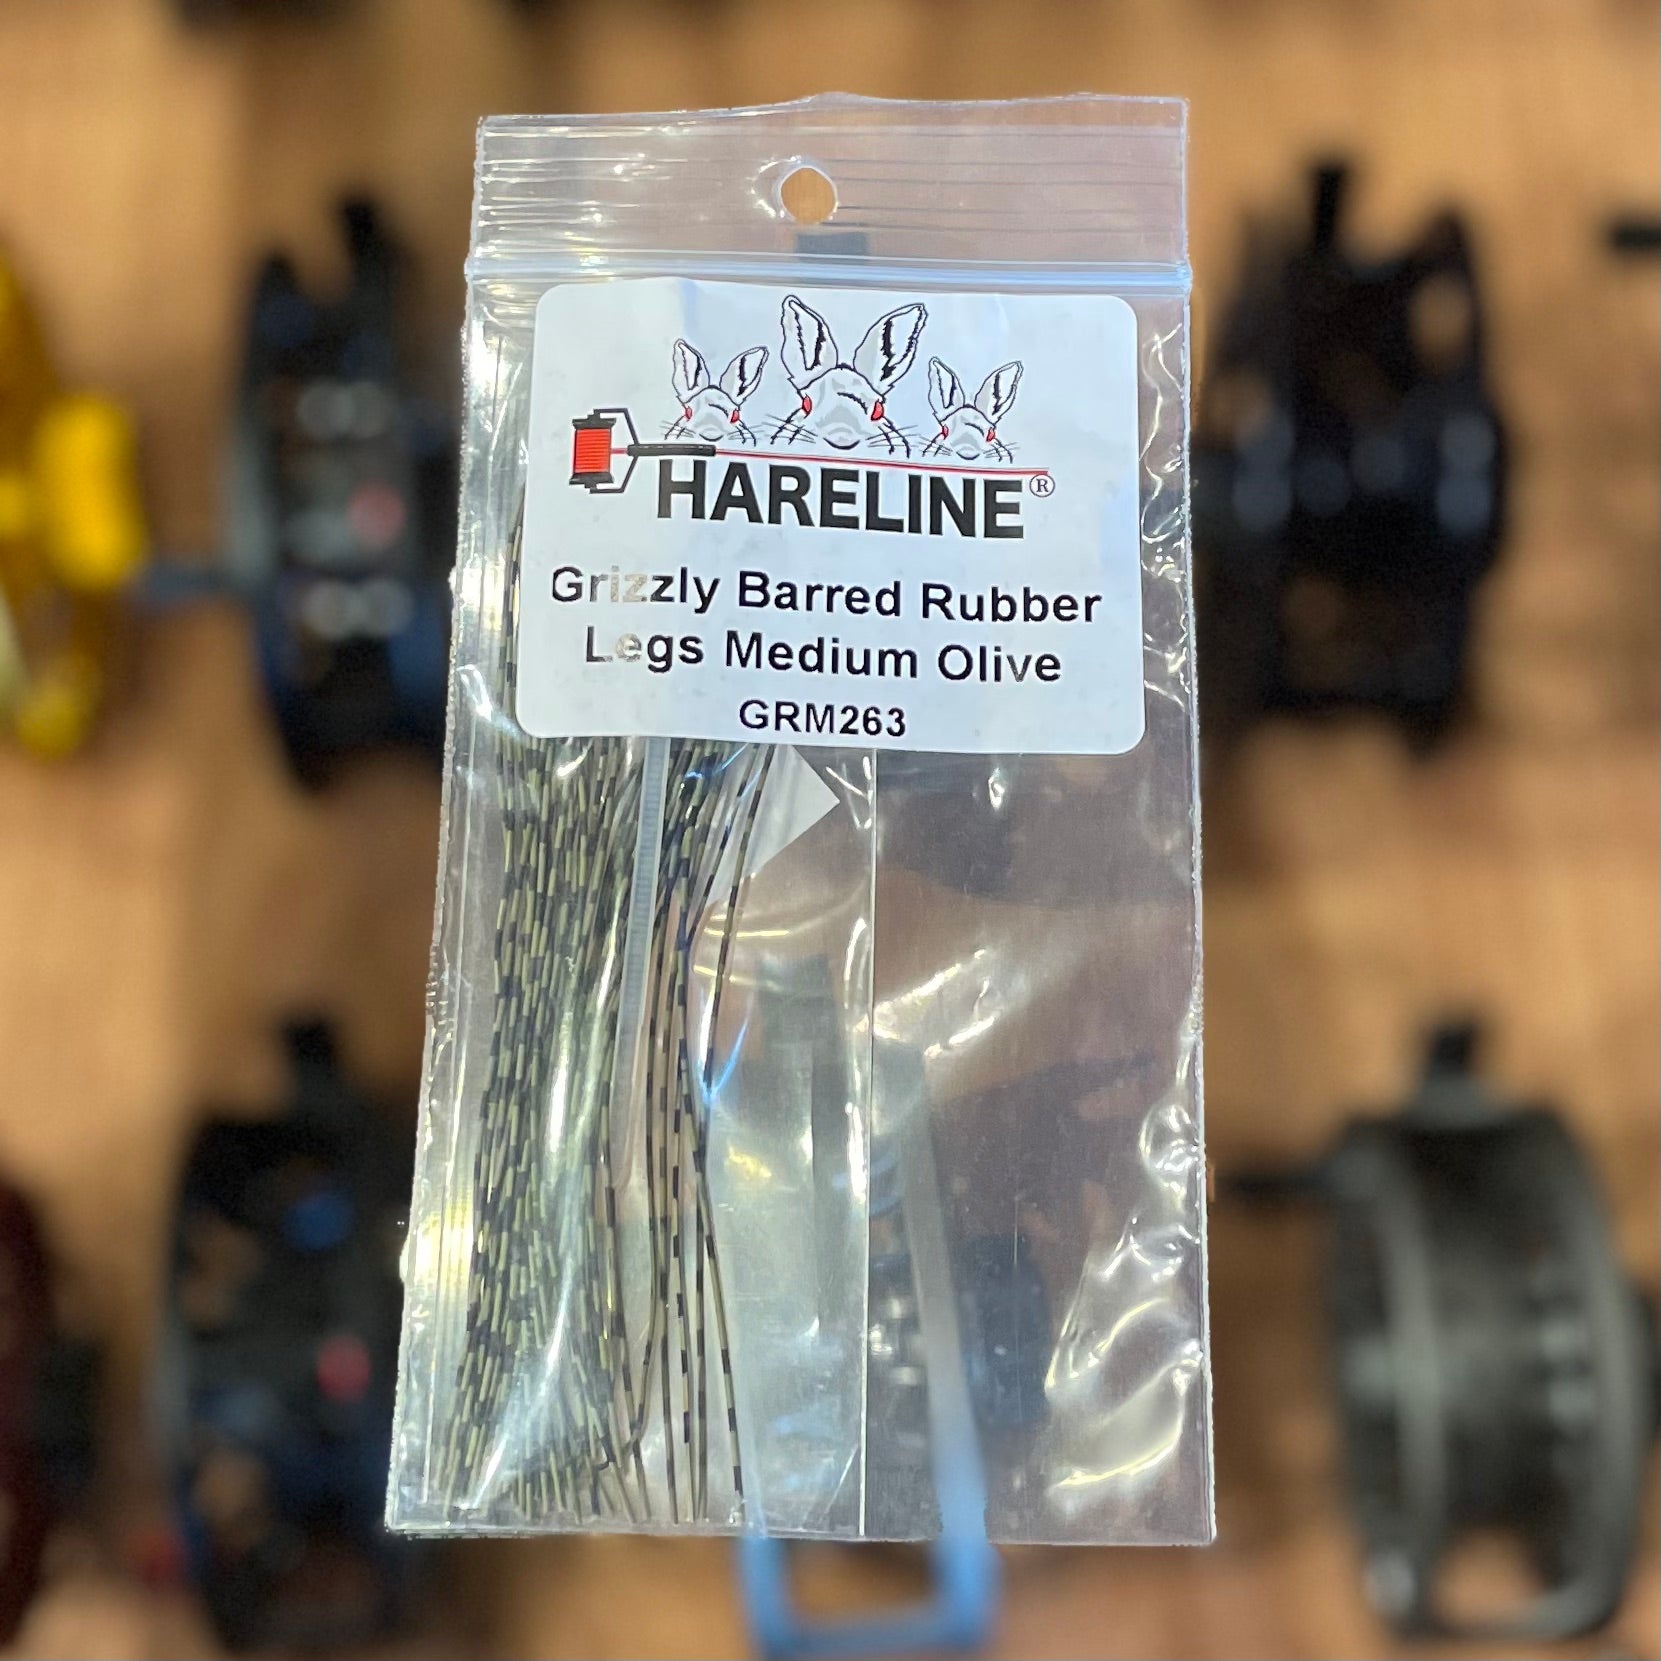 HARELINE®
Grizzly Barred Rubber
Legs Medium Olive
GRM263